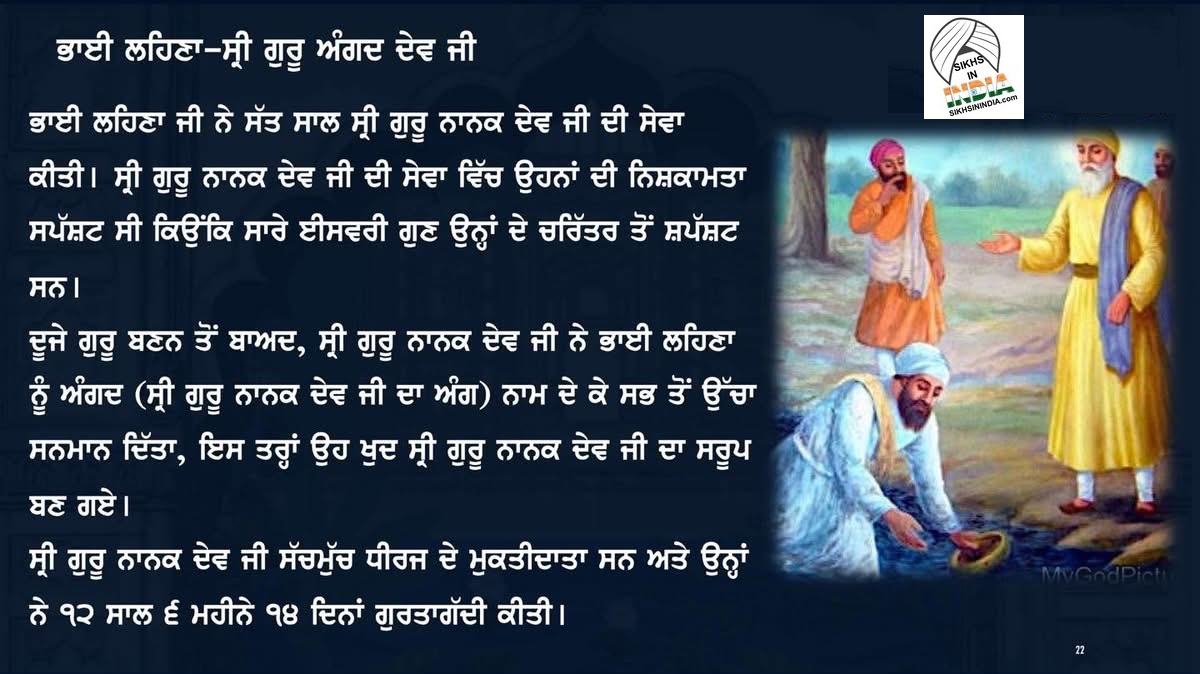 ਭਾਈ ਲਹਿਣਾ-ਸ੍ਰੀ ਗੁਰੂ ਅੰਗਦ ਦੇਵ ਜੀ
SIKHS
IN
INDIA
SIKHSININDIA.com
ਭਾਈ ਲਹਿਣਾ ਜੀ ਨੇ ਸੱਤ ਸਾਲ ਸ੍ਰੀ ਗੁਰੂ ਨਾਨਕ ਦੇਵ ਜੀ ਦੀ ਸੇਵਾ
ਕੀਤੀ। ਸ੍ਰੀ ਗੁਰੂ ਨਾਨਕ ਦੇਵ ਜੀ ਦੀ ਸੇਵਾ ਵਿੱਚ ਉਹਨਾਂ ਦੀ ਨਿਸ਼ਕਾਮਤਾ
ਸਪੱਸ਼ਟ ਸੀ ਕਿਉਂਕਿ ਸਾਰੇ ਈਸਵਰੀ ਗੁਣ ਉਨ੍ਹਾਂ ਦੇ ਚਰਿੱਤਰ ਤੋਂ ਸ਼ਪੱਸ਼ਟ
ਸਨ।
ਦੂਜੇ ਗੁਰੂ ਬਣਨ ਤੋਂ ਬਾਅਦ, ਸ੍ਰੀ ਗੁਰੂ ਨਾਨਕ ਦੇਵ ਜੀ ਨੇ ਭਾਈ ਲਹਿਣਾ
ਨੂੰ ਅੰਗਦ (ਸ੍ਰੀ ਗੁਰੂ ਨਾਨਕ ਦੇਵ ਜੀ ਦਾ ਅੰਗ) ਨਾਮ ਦੇ ਕੇ ਸਭ ਤੋਂ ਉੱਚਾ
ਸਨਮਾਨ ਦਿੱਤਾ, ਇਸ ਤਰ੍ਹਾਂ ਉਹ ਖੁਦ ਸ੍ਰੀ ਗੁਰੂ ਨਾਨਕ ਦੇਵ ਜੀ ਦਾ ਸਰੂਪ
ਬਣ ਗਏ।
ਸ੍ਰੀ ਗੁਰੂ ਨਾਨਕ ਦੇਵ ਜੀ ਸੱਚਮੁੱਚ ਧੀਰਜ ਦੇ ਮੁਕਤੀਦਾਤਾ ਸਨ ਅਤੇ ਉਨ੍ਹਾਂ
ਨੇ ੧੨ ਸਾਲ ੬ ਮਹੀਨੇ ੧੪ ਦਿਨਾਂ ਗੁਰਤਾਗੱਦੀ ਕੀਤੀ।
MyGodPictu
22